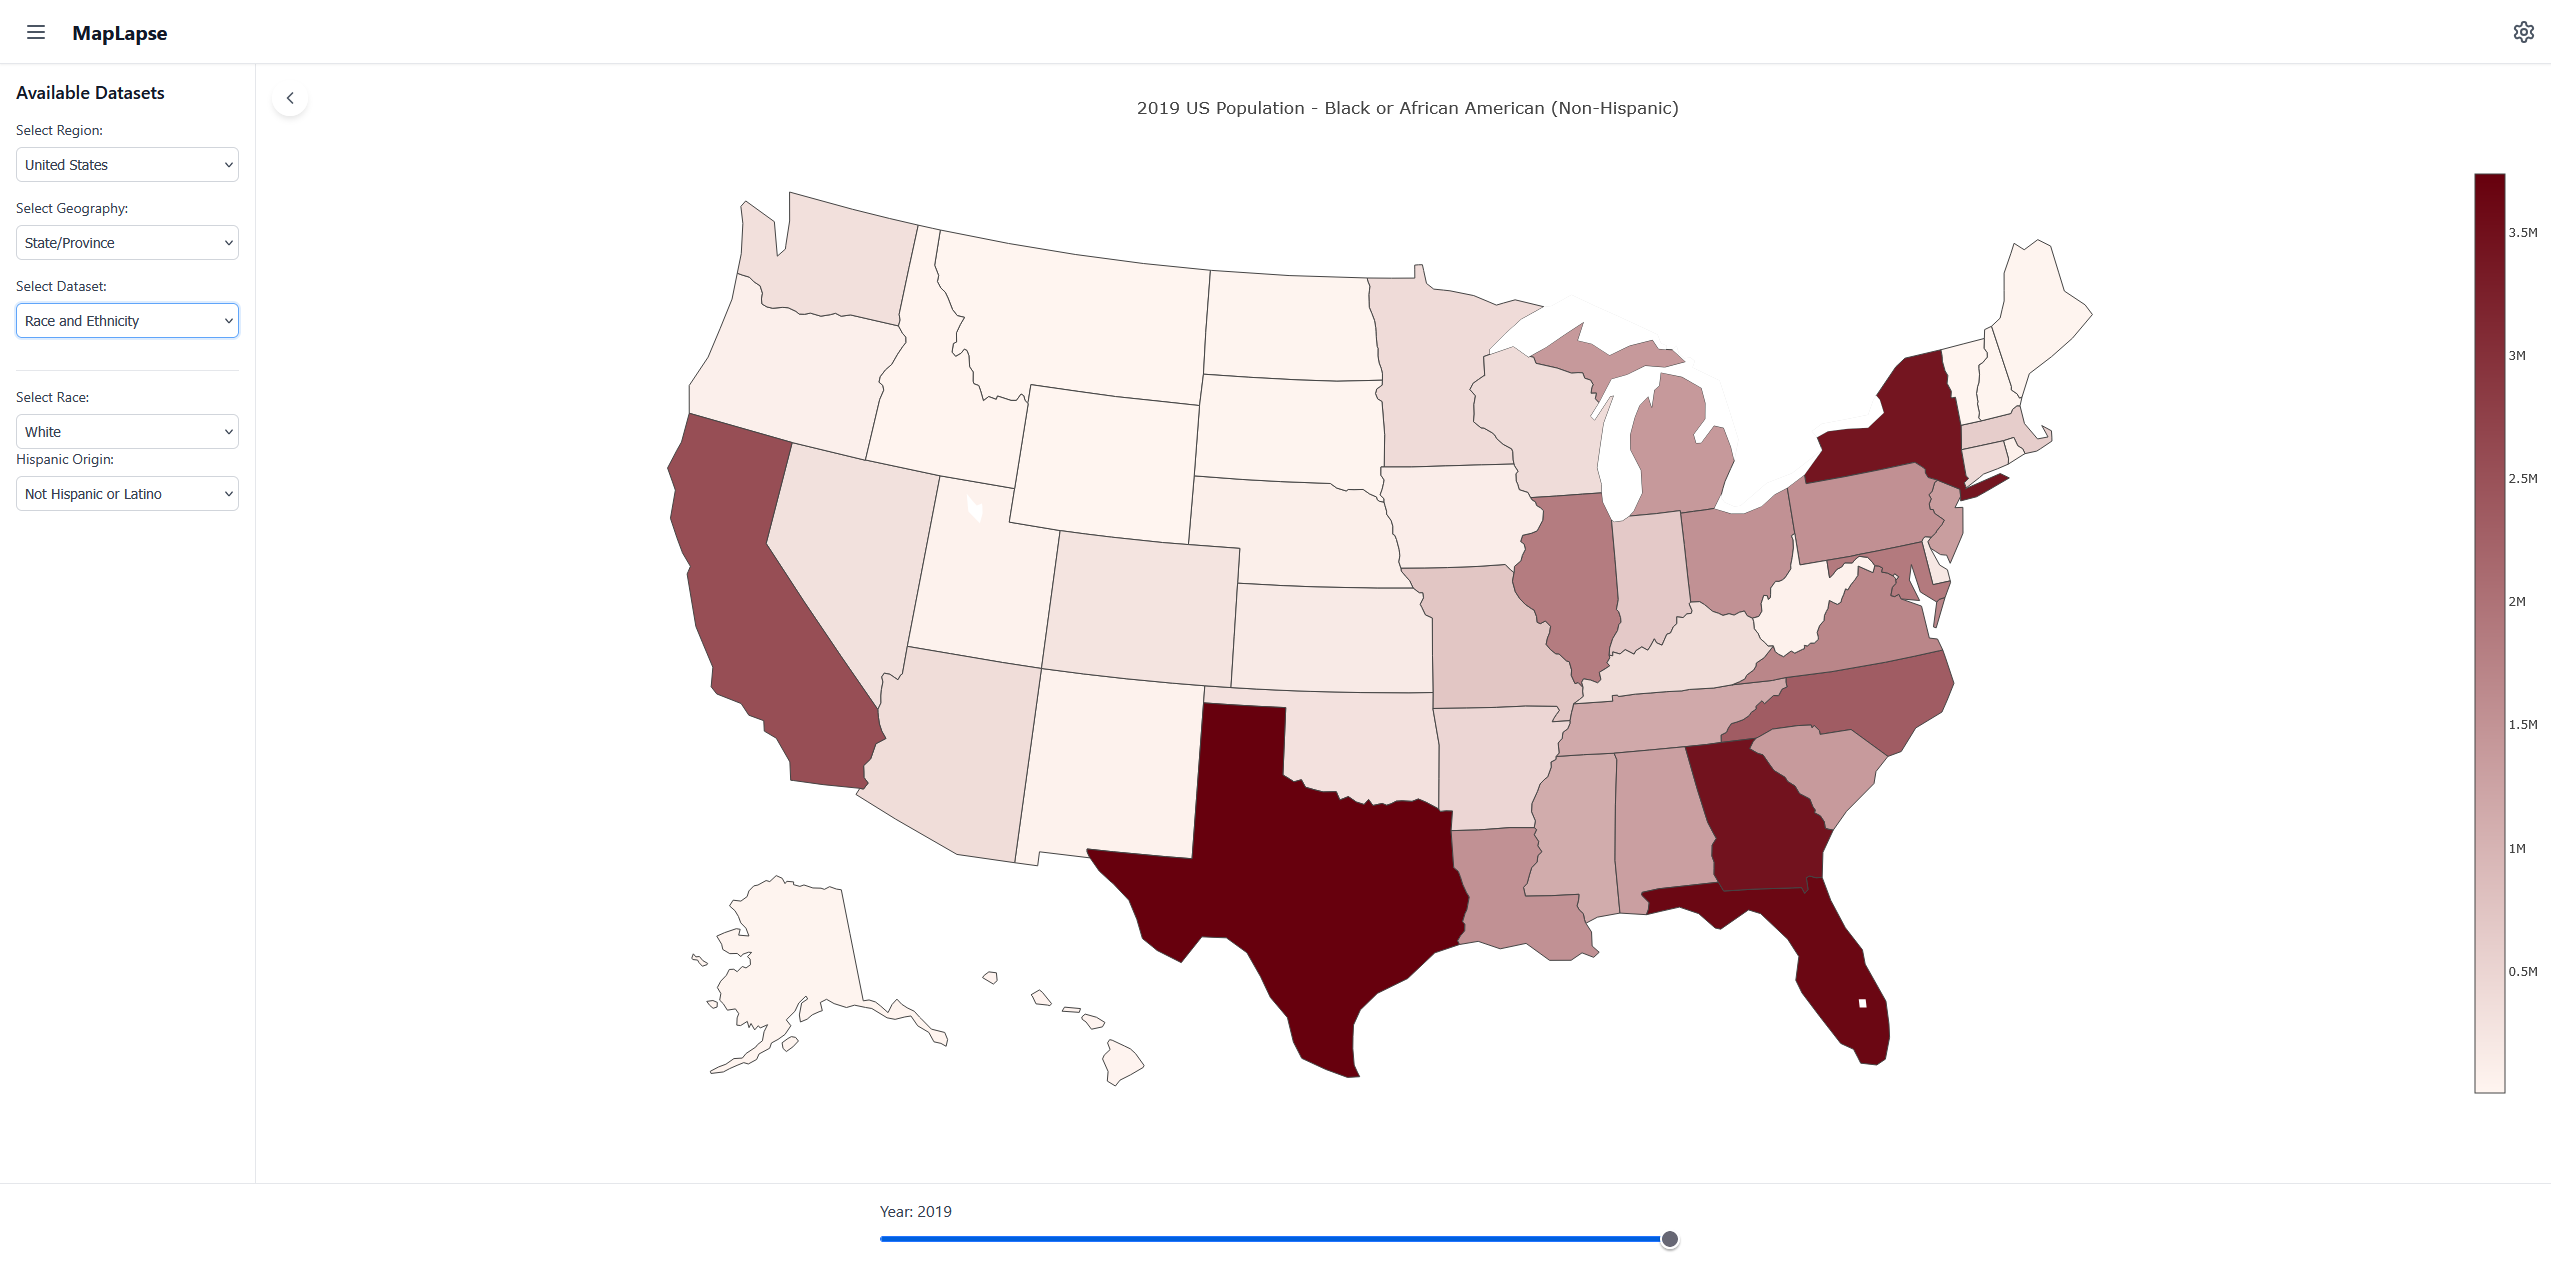 MapLapse
Available Datasets
Select Region:
United States
Select Geography:
State/Province
Select Dataset:
Race and Ethnicity
Select Race:
White
Hispanic Origin:
Not Hispanic or Latino
2019 US Population - Black or African American (Non-Hispanic)
3.5M
3M
2.5M
2M
1.5M
1M
0.5M
Year: 2019